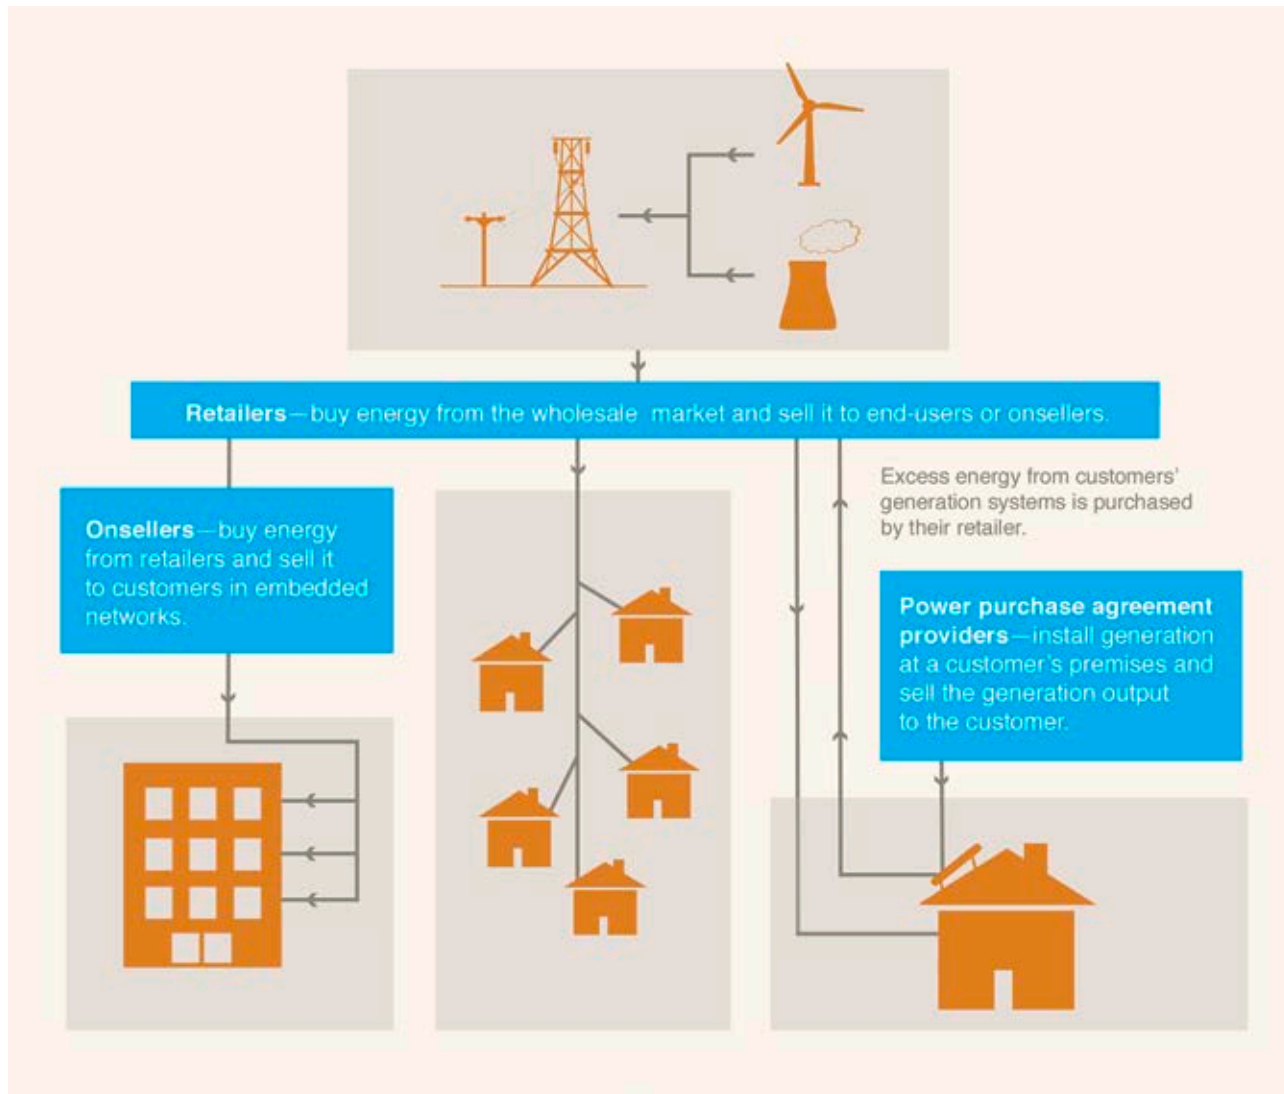 Retailers—buy energy from the wholesale market and sell it to end-users or onsellers.
Onsellers—buy energy
from retailers and sell it
to customers in embedded
networks.
Excess energy from customers'
generation systems is purchased
by their retailer.
Power purchase agreement
providers—install generation
at a customer's premises and
sell the generation output
to the customer.